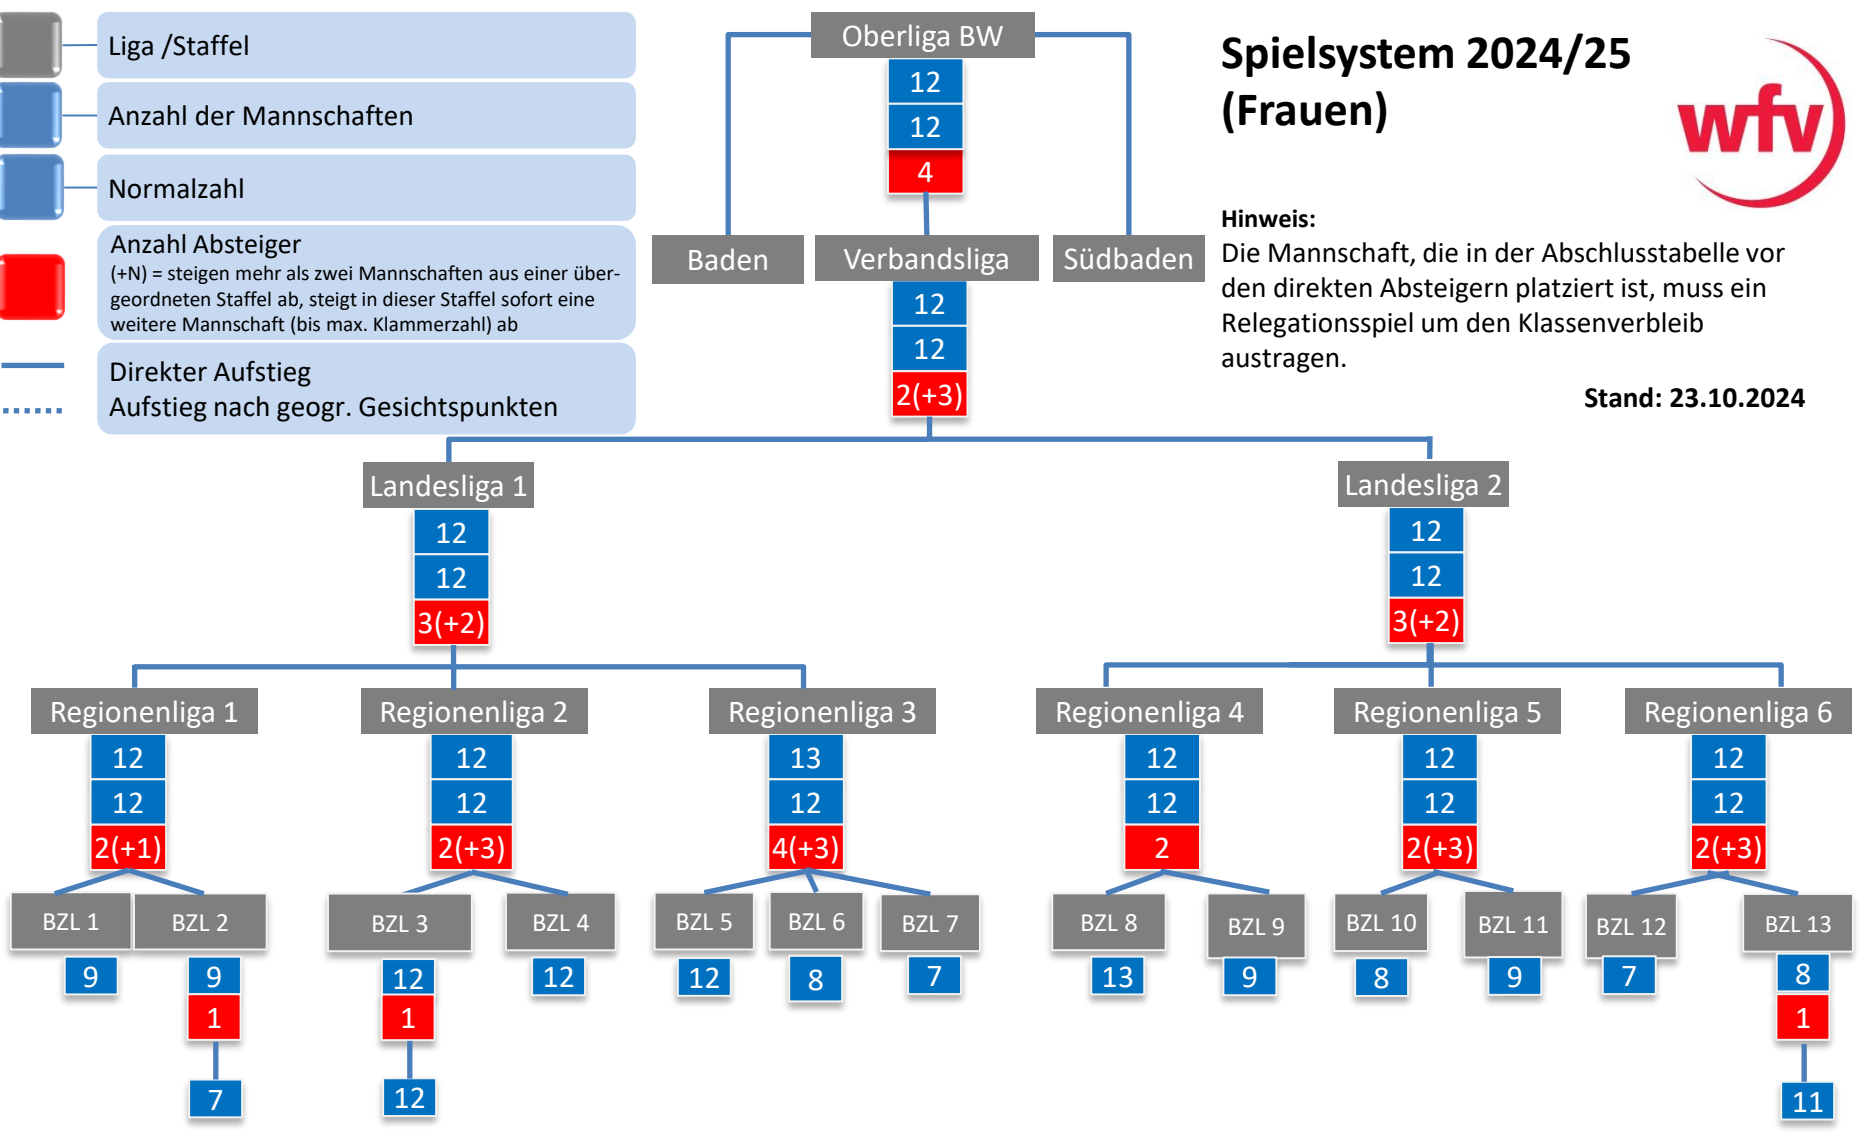 Liga /Staffel
Anzahl der Mannschaften
Normalzahl
Anzahl Absteiger
(+N) = steigen mehr als zwei Mannschaften aus einer über-
geordneten Staffel ab, steigt in dieser Staffel sofort eine
weitere Mannschaft (bis max. Klammerzahl) ab
Direkter Aufstieg
Aufstieg nach geogr. Gesichtspunkten
Spielsystem 2024/25
(Frauen)
wfv
Hinweis:
Die Mannschaft, die in der Abschlusstabelle vor
den direkten Absteigern platziert ist, muss ein
Relegationsspiel um den Klassenverbleib
austragen.
Stand: 23.10.2024
Oberliga BW
12
12
4
Baden Verbandsliga Südbaden
12
12
2(+3)
Landesliga 1 Landesliga 2
12 12
12 12
3(+2) 3(+2)
Regionenliga 1 Regionenliga 2 Regionenliga 3 Regionenliga 4 Regionenliga 5 Regionenliga 6
12 12 13 12 12 12
12 12 12 12 12 12
2(+1) 2(+3) 4(+3) 2 2(+3) 2(+3)
BZL 1 BZL 2 BZL 3 BZL 4 BZL 5 BZL 6 BZL 7 BZL 8 BZL 9 BZL 10 BZL 11 BZL 12 BZL 13
9 9 12 12 12 8 7 13 9 8 9 7 8
1 1 1
7 12 11